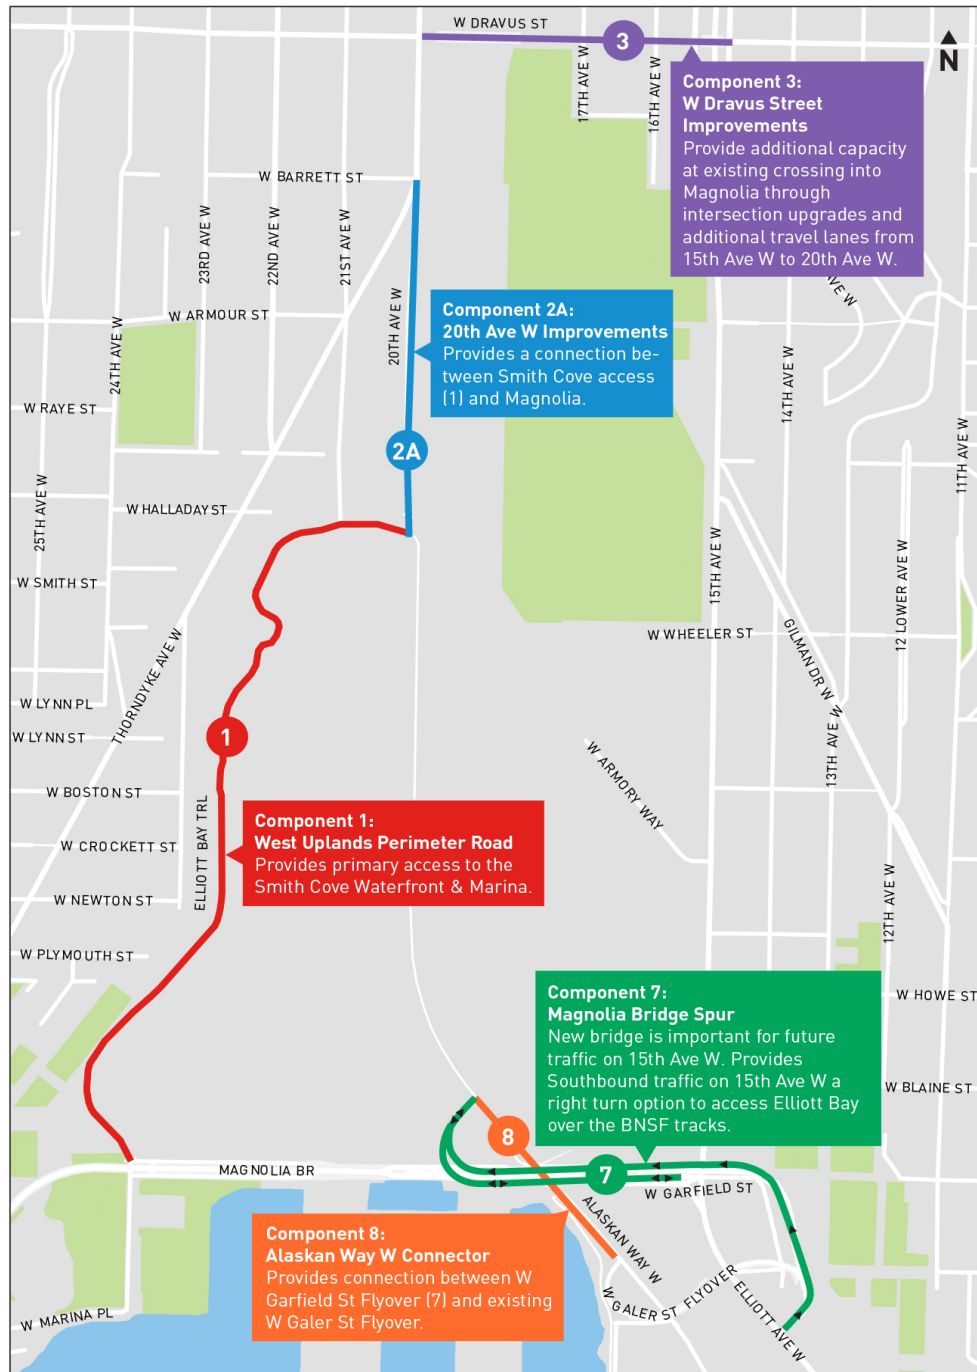 W DRAVUS ST
3
N
17TH AVE W
16TH AVE W
Component 3:
W Dravus Street
Improvements
Provide additional capacity
at existing crossing into
Magnolia through
intersection upgrades and
additional travel lanes from
15th Ave W to 20th Ave W.
W BARRETT ST
23RD AVE W
22ND AVE W
21ST AVE W
AVE W
W ARMOUR ST
24TH AVE W
20TH AVE W
Component 2A:
20th Ave W Improvements
Provides a connection be-
tween Smith Cove access
(1) and Magnolia.
14TH AVE W
W RAYE ST
2A
11TH AVE W
25TH AVE W
W HALLADAY ST
15TH AVE W
W SMITH ST
12 LOWER AVE W
W WHEELER ST
GILMAN DR W
THORNDYKE AVE W
W LYNN PL
W LYNN ST
1
W
13TH AVE W
W ARMORY WAY
W BOSTON ST
ELLIOTT BAY TRL
Component 1:
West Uplands Perimeter Road
Provides primary access to the
Smith Cove Waterfront & Marina.
W CROCKETT ST
W NEWTON ST
12TH AVE W
W PLYMOUTH ST
Component 7:
Magnolia Bridge Spur
New bridge is important for future
traffic on 15th Ave W. Provides
Southbound traffic on 15th Ave W a
right turn option to access Elliott Bay
over the BNSF tracks.
W HOWE ST
W BLAINE ST
8
MAGNOLIA BR
7
W GARFIELD ST
ALASKAN WAY W
Component 8:
Alaskan Way W Connector
Provides connection between W
Garfield St Flyover (7) and existing
W Galer St Flyover.
W GALER ST FLYOVER
ELLIOTT AVE W
W MARINA PL